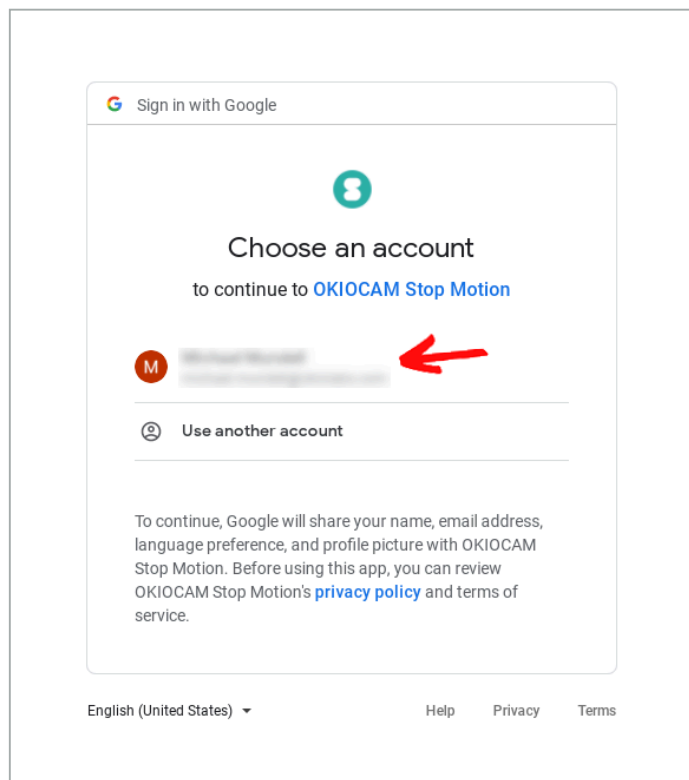 Sign in with Google
Choose an account
to continue to OKIOCAM Stop Motion
M
Use another account
To continue, Google will share your name, email address,
language preference, and profile picture with OKIOCAM
Stop Motion. Before using this app, you can review
OKIOCAM Stop Motion's privacy policy and terms of
service.
English (United States) Help Privacy Terms